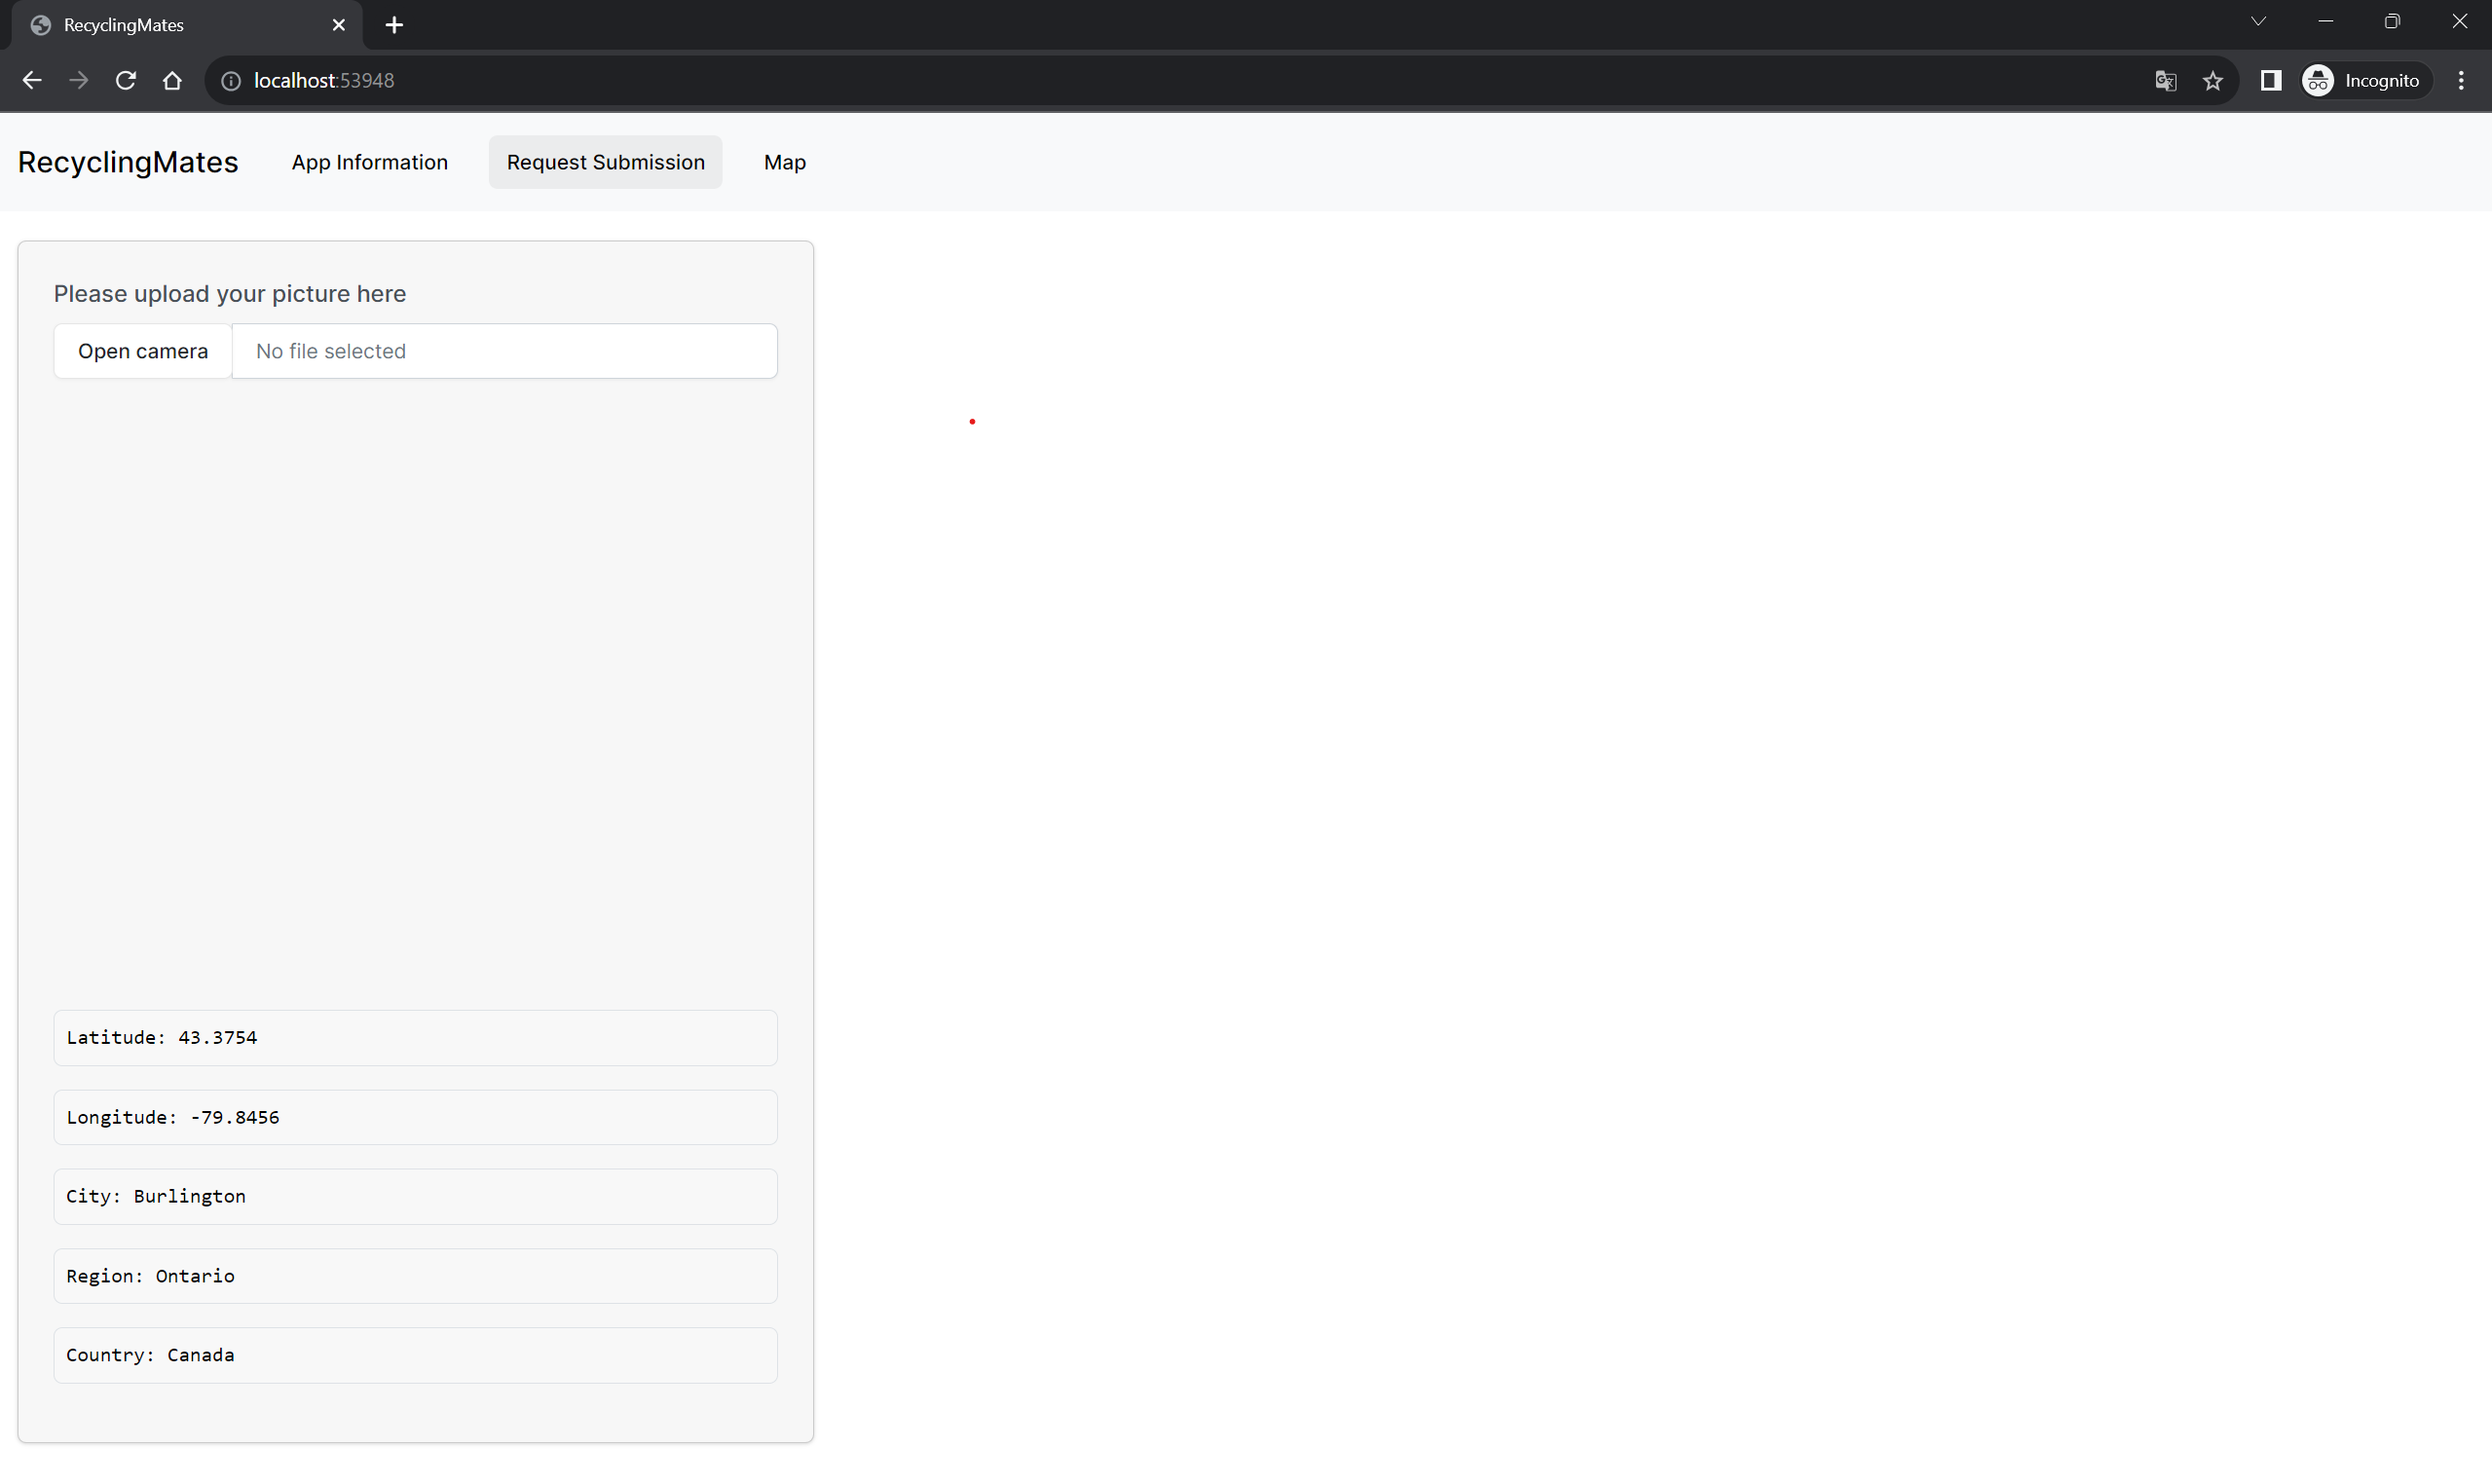 RecyclingMates
localhost:53948
Incognito
RecyclingMates App Information Request Submission Map
Please upload your picture here
Open camera No file selected
Latitude: 43.3754
Longitude: -79.8456
City: Burlington
Region: Ontario
Country: Canada